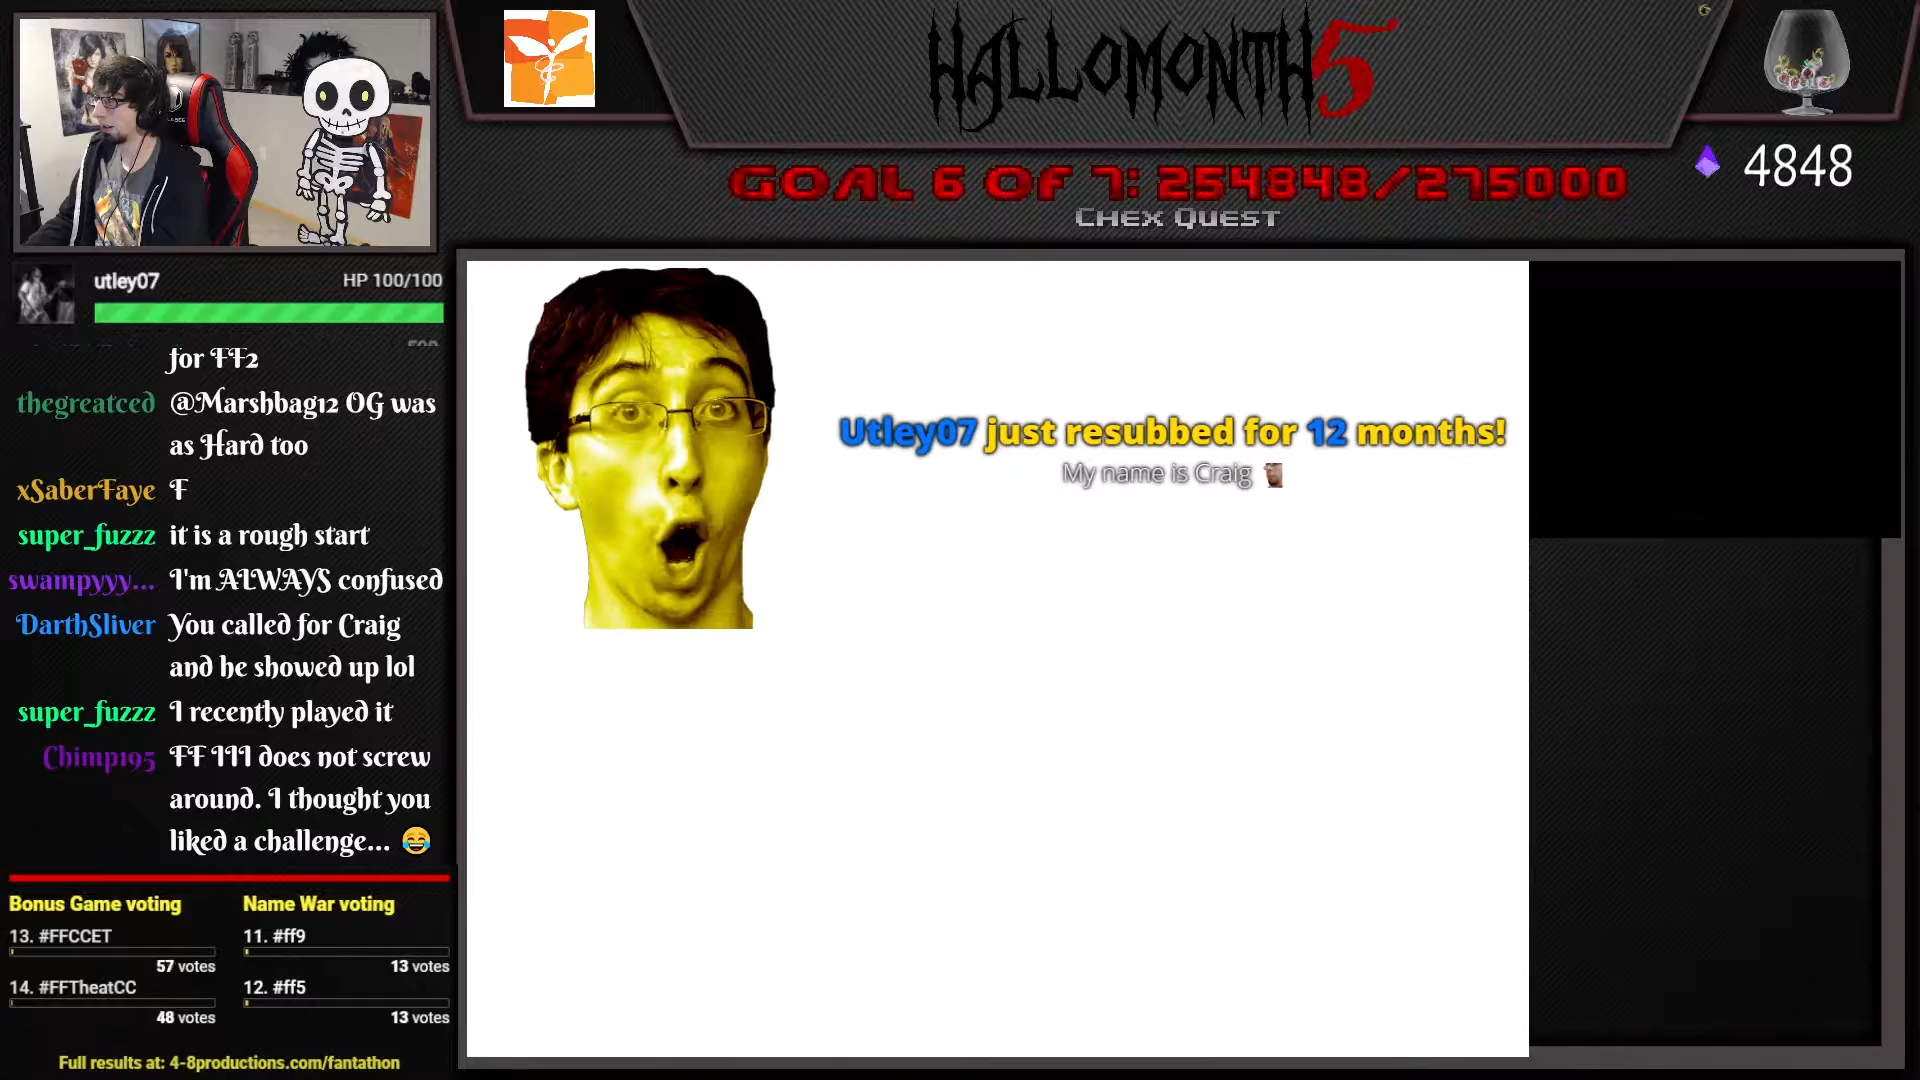 HALLOMONTH5
GOAL 6 OF 7: 254848/275000
Chex Quest
4848
utley07 HP 100/100
for FF2
thegreatced @Marshbag12 OG was
as Hard too
xSaberFaye F
super_fuzzz it is a rough start
swampyyy... I'm ALWAYS confused
DarthSliver You called for Craig
and he showed up lol
super_fuzzz I recently played it
Chimp195 FF III does not screw
around. I thought you
liked a challenge... 😂
Bonus Game voting
13. #FFCCET
57 votes
14. #FFTheatCC
48 votes
Name War voting
11. #ff9
13 votes
12. #ff5
13 votes
Full results at: 4-8productions.com/fantathon
Utley07 just resubbed for 12 months!
My name is Craig